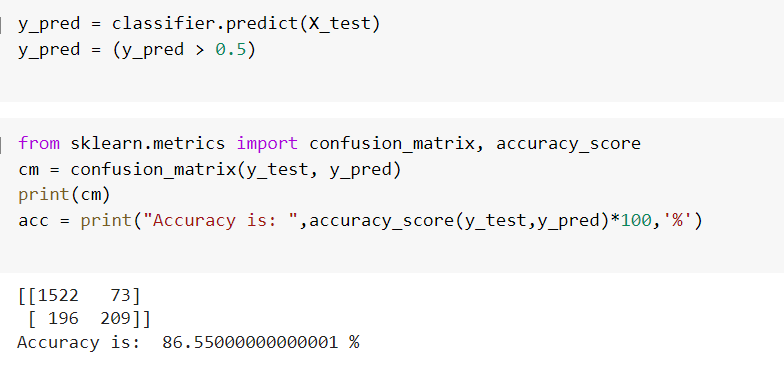 y_pred = classifier.predict(X_test)
y_pred = (y_pred > 0.5)
from sklearn.metrics import confusion_matrix, accuracy_score
cm = confusion_matrix(y_test, y_pred)
print(cm)
acc = print("Accuracy is: ",accuracy_score(y_test,y_pred)*100,'%')
[[1522   73]
 [ 196  209]]
Accuracy is:  86.55000000000001 %